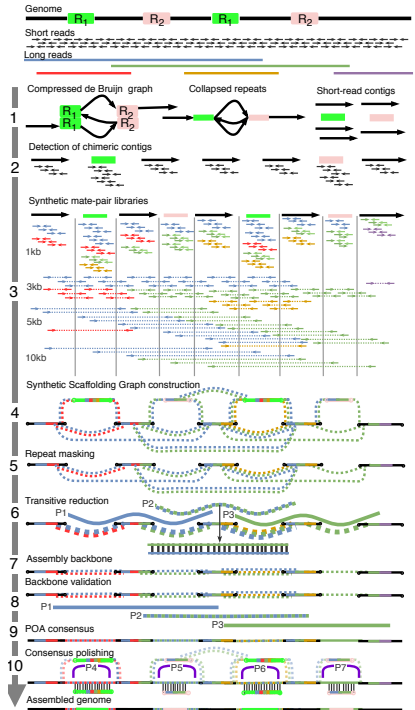 Genome
R1 R2 R1 R2
Short reads
Long reads
Compressed de Bruijn graph
Collapsed repeats
Short-read contigs
1
R1 R2
R1 R2
Detection of chimeric contigs
2
Synthetic mate-pair libraries
1kb
3kb
3
5kb
10kb
Synthetic Scaffolding Graph construction
4
Repeat masking
5
Transitive reduction
P2
6
P1 P3
7
Assembly backbone
Backbone validation
8
P1
P2
P3
9
POA consensus
Consensus polishing
10
P4 P5 P6 P7
Assembled genome